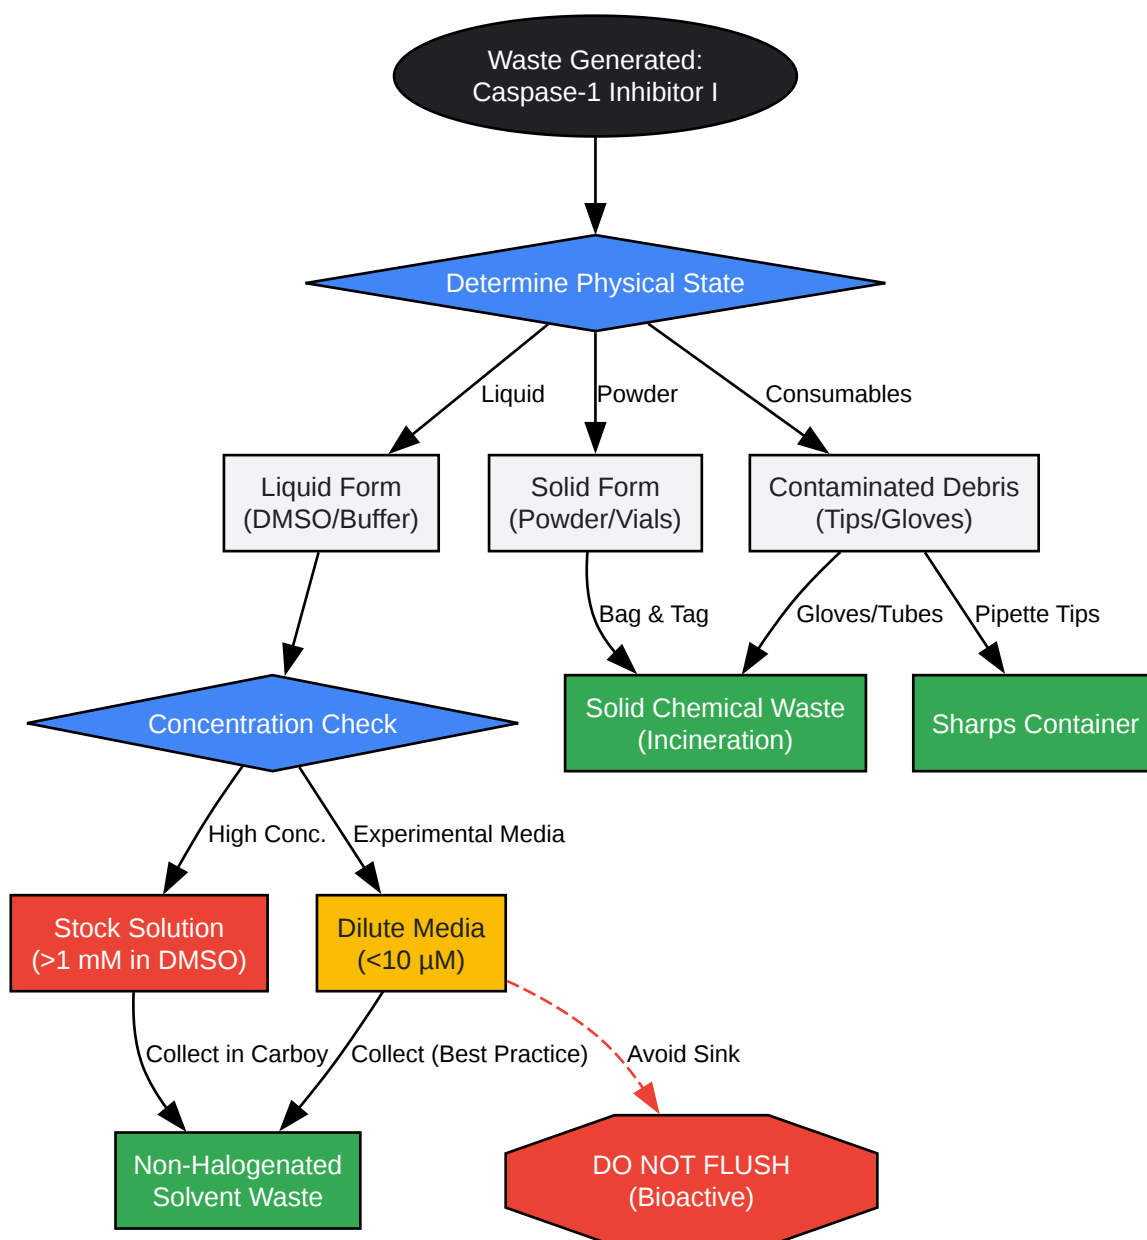 Waste Generated:
Caspase-1 Inhibitor I
Determine Physical State
Liquid
Powder
Consumables
Liquid Form
(DMSO/Buffer)
Solid Form
(Powder/Vials)
Contaminated Debris
(Tips/Gloves)
Bag & Tag
Gloves/Tubes
Pipette Tips
Concentration Check
Solid Chemical Waste
(Incineration)
Sharps Container
High Conc.
Experimental Media
Stock Solution
(>1 mM in DMSO)
Dilute Media
(<10 µM)
Collect in Carboy
Collect (Best Practice)
Avoid Sink
Non-Halogenated
Solvent Waste
DO NOT FLUSH
(Bioactive)